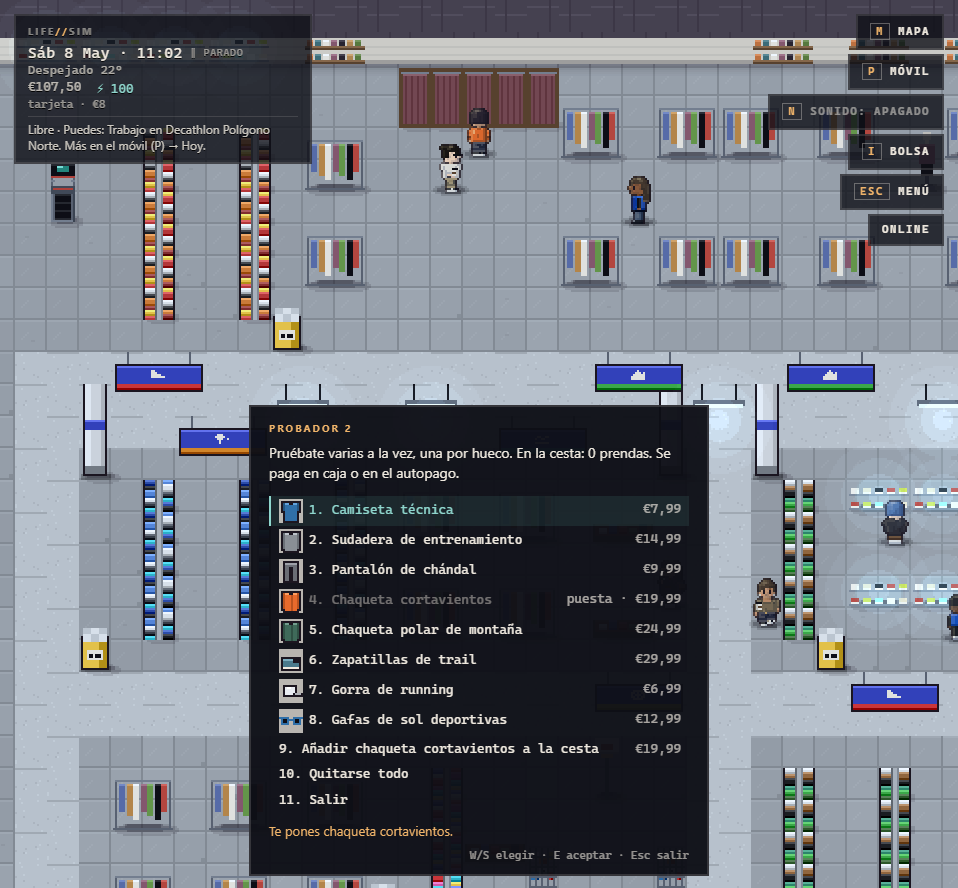 LIFE//SIM
Sáb 8 May · 11:02 ‖ PARADO
Despejado 22°
€107,50 ⚡ 100
tarjeta · €8
Libre · Puedes: Trabajo en Decathlon Polígono
Norte. Más en el móvil (P) → Hoy.
M MAPA
P MÓVIL
N SONIDO: APAGADO
I BOLSA
ESC MENÚ
ONLINE
PROBADOR 2
Pruébate varias a la vez, una por hueco. En la cesta: 0 prendas. Se
paga en caja o en el autopago.
1. Camiseta técnica €7,99
2. Sudadera de entrenamiento €14,99
3. Pantalón de chándal €9,99
4. Chaqueta cortavientos puesta · €19,99
5. Chaqueta polar de montaña €24,99
6. Zapatillas de trail €29,99
7. Gorra de running €6,99
8. Gafas de sol deportivas €12,99
9. Añadir chaqueta cortavientos a la cesta €19,99
10. Quitarse todo
11. Salir
Te pones chaqueta cortavientos.
W/S elegir · E aceptar · Esc salir